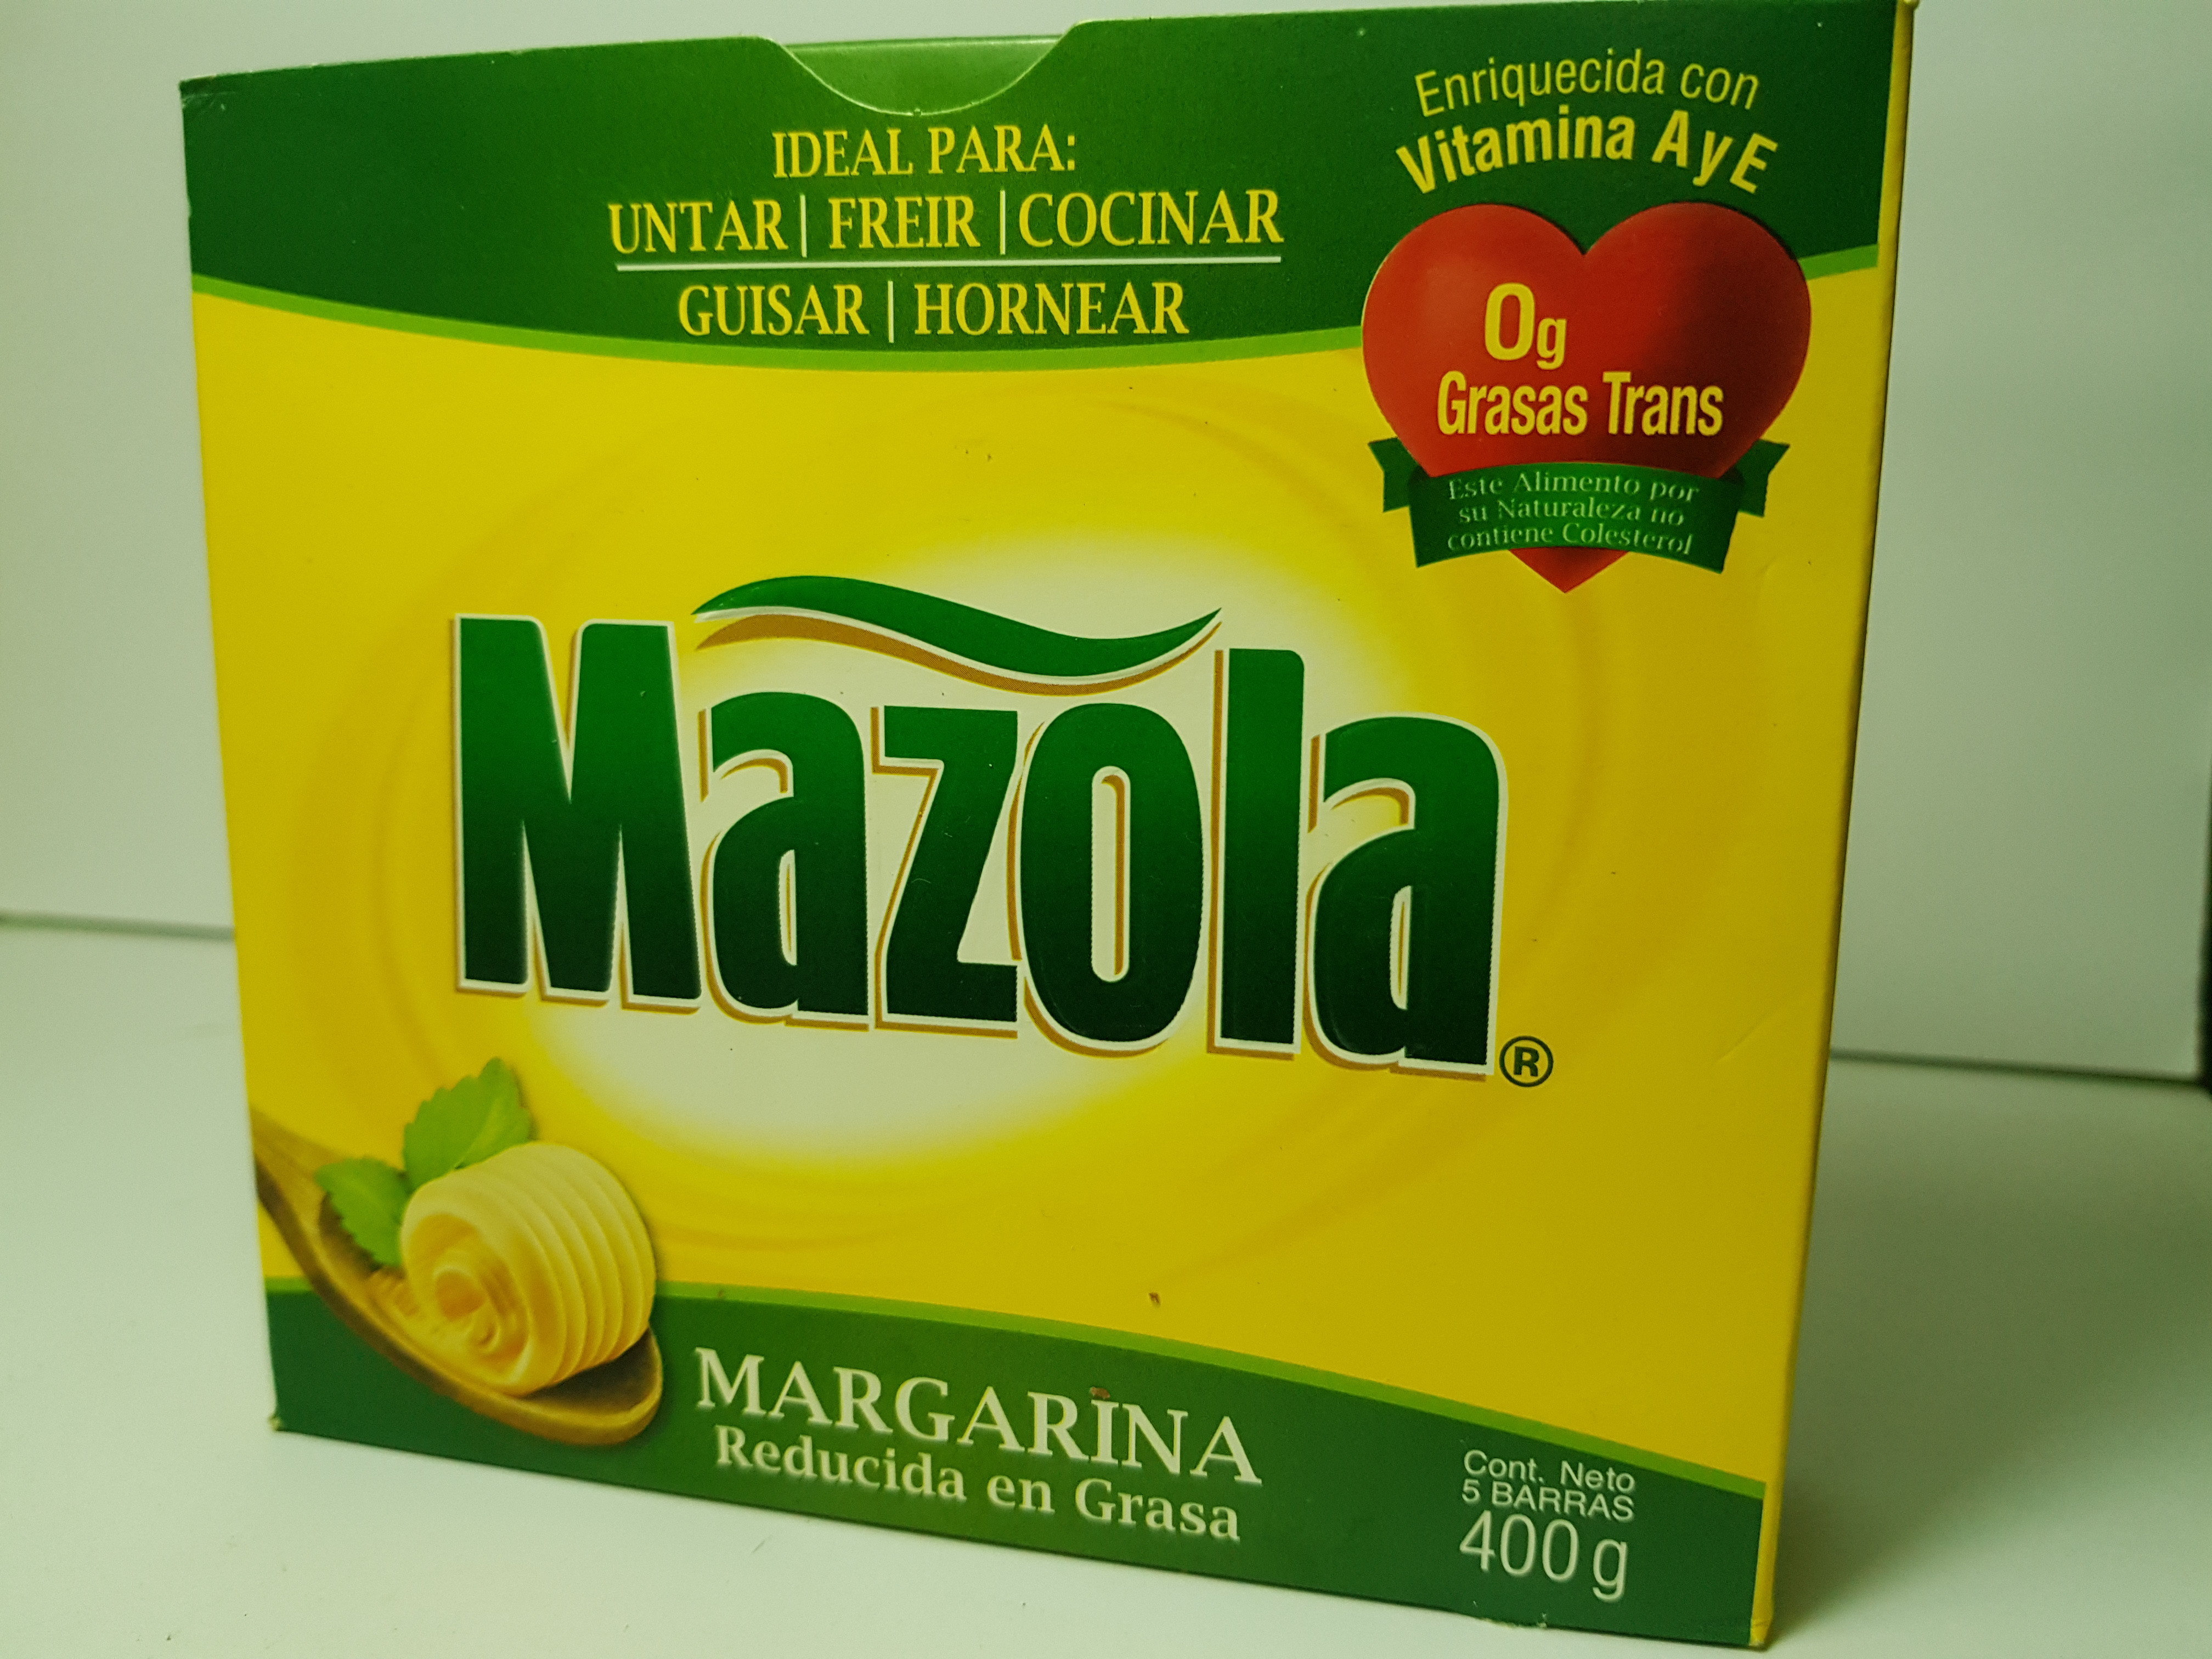 IDEAL PARA:
UNTAR | FREIR | COCINAR
GUISAR | HORNEAR
Enriquecida con
Vitamina A y E
0g
Grasas Trans
Este Alimento por
su Naturaleza no
contiene Colesterol
Mazola®
MARGARINA
Reducida en Grasa
Cont. Neto
5 BARRAS
400 g